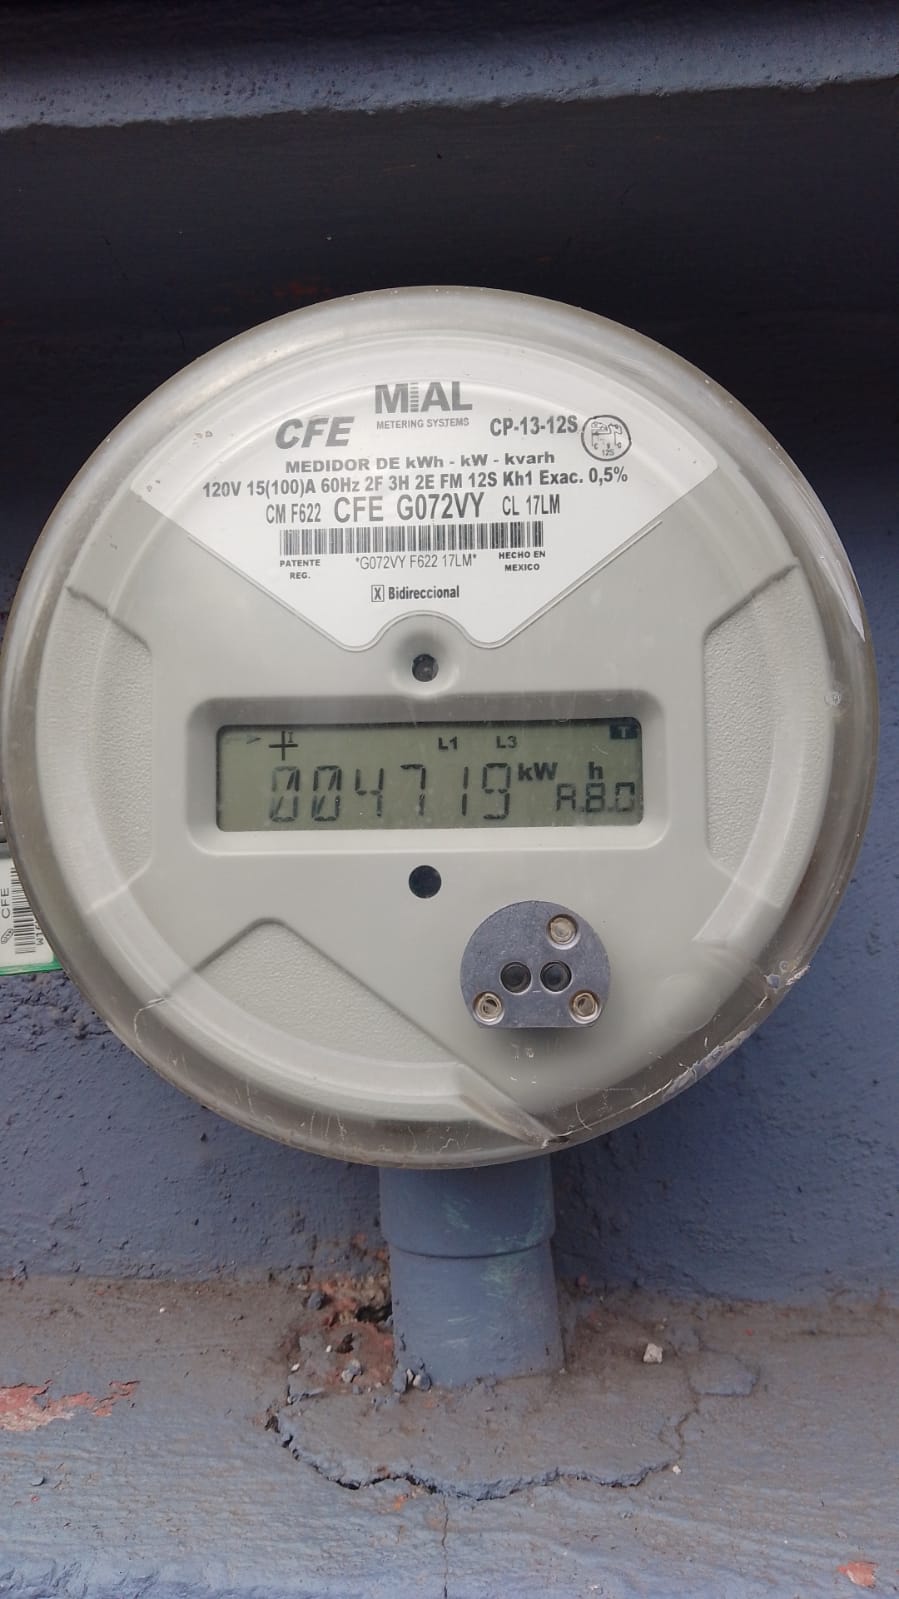 MIAL
METERING SYSTEMS
CFE
CP-13-12S
C V C
12S
MEDIDOR DE kWh - kW - kvarh
120V 15(100)A 60Hz 2F 3H 2E FM 12S Kh1 Exac. 0,5%
CM F622 CFE G072VY CL 17LM
PATENTE REG.
*G072VY F622 17LM*
HECHO EN MEXICO
X Bidireccional
L1 L3 T
004719 kW h A.B.O
CFE